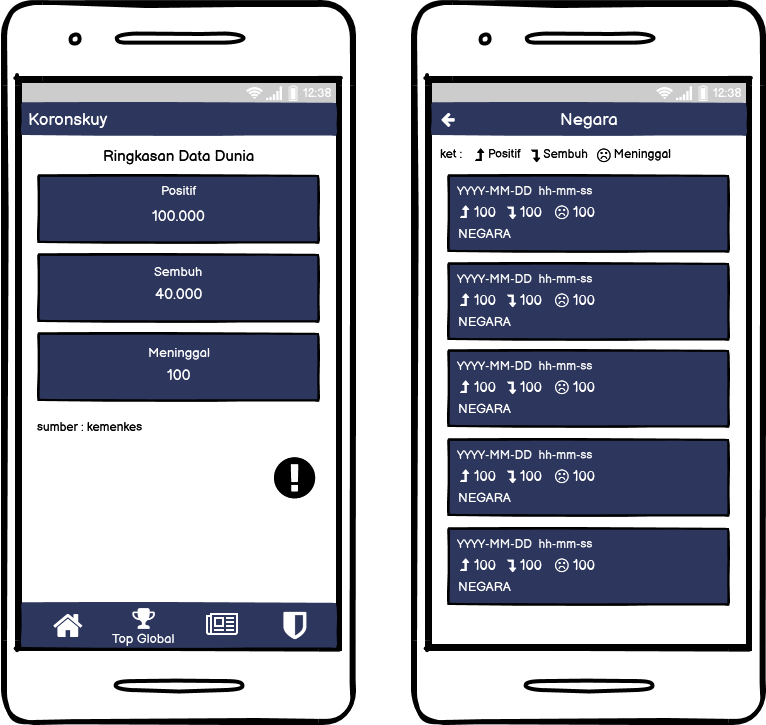 12:38
Koronskuy
Ringkasan Data Dunia
Positif
100.000
Sembuh
40.000
Meninggal
100
sumber : kemenkes
Top Global
12:38
Negara
ket : Positif Sembuh Meninggal
YYYY-MM-DD hh-mm-ss
100 100 100
NEGARA
YYYY-MM-DD hh-mm-ss
100 100 100
NEGARA
YYYY-MM-DD hh-mm-ss
100 100 100
NEGARA
YYYY-MM-DD hh-mm-ss
100 100 100
NEGARA
YYYY-MM-DD hh-mm-ss
100 100 100
NEGARA